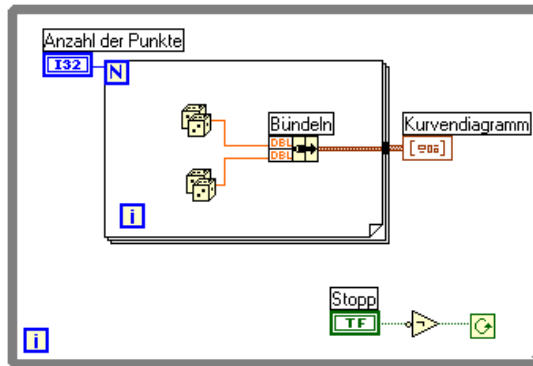 Anzahl der Punkte
I32
N
Bündeln
Kurvendiagramm
DBL
DBL
i
Stopp
TF
i